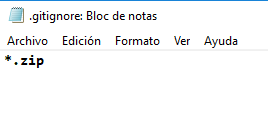 .gitignore: Bloc de notas
Archivo Edición Formato Ver Ayuda
*.zip